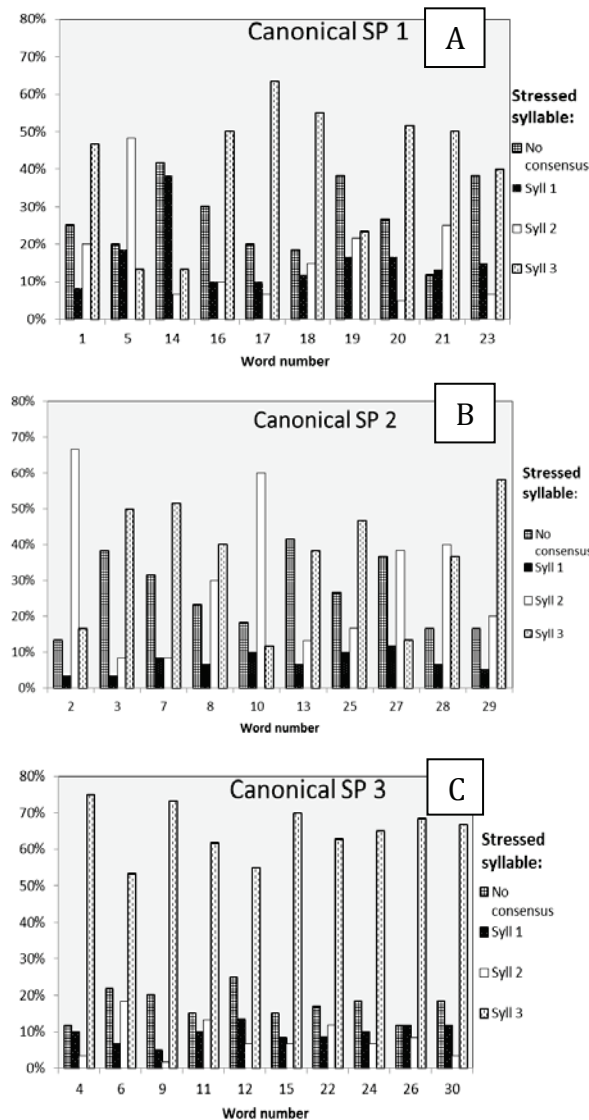 Canonical SP 1
A
80%
70%
60%
50%
40%
30%
20%
10%
0%
1 5 14 16 17 18 19 20 21 23
Word number
Stressed
syllable:
No
consensus
Syll 1
Syll 2
Syll 3
Canonical SP 2
B
80%
70%
60%
50%
40%
30%
20%
10%
0%
2 3 7 8 10 13 25 27 28 29
Word number
Stressed
syllable:
No
consensus
Syll 1
Syll 2
Syll 3
Canonical SP 3
C
80%
70%
60%
50%
40%
30%
20%
10%
0%
4 6 9 11 12 15 22 24 26 30
Word number
Stressed
syllable:
No
consensus
Syll 1
Syll 2
Syll 3